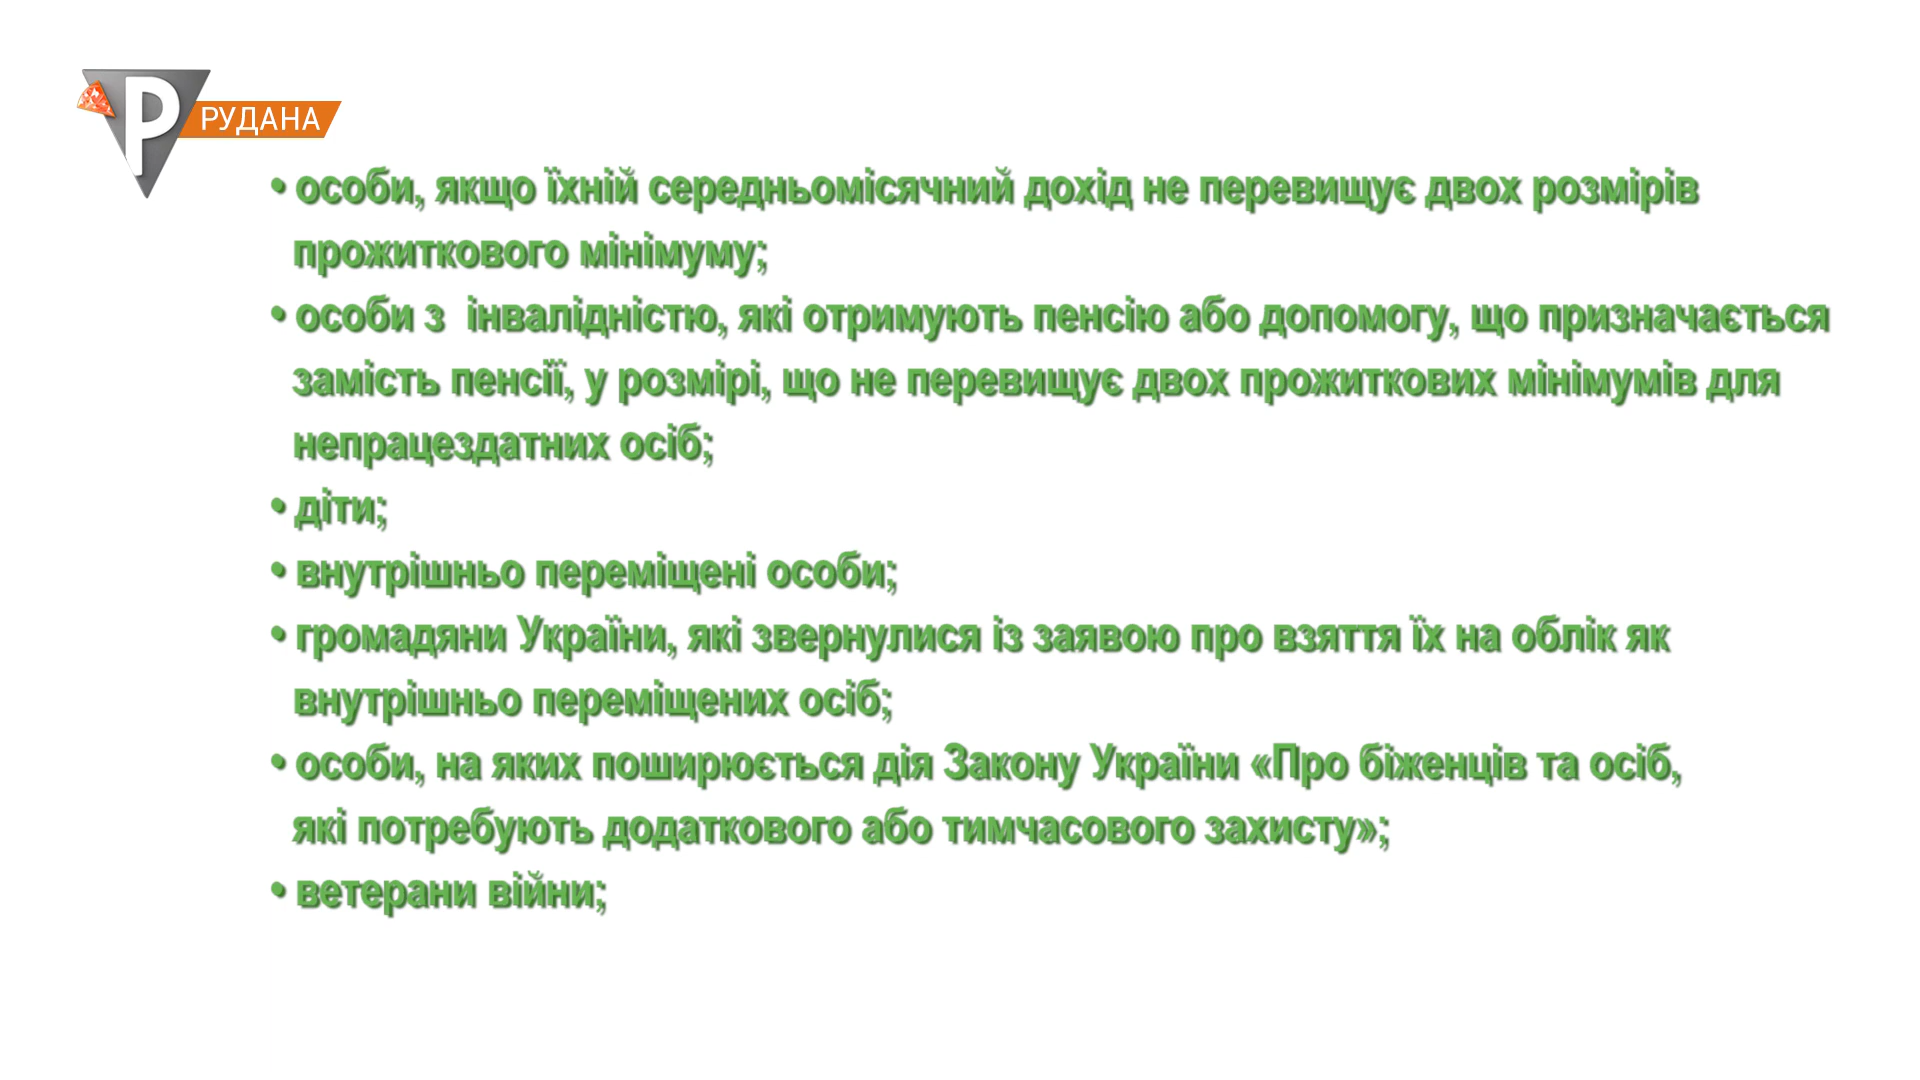 Р РУДАНА
• особи, якщо їхній середньомісячний дохід не перевищує двох розмірів
прожиткового мінімуму;
• особи з  інвалідністю, які отримують пенсію або допомогу, що призначається
замість пенсії, у розмірі, що не перевищує двох прожиткових мінімумів для
непрацездатних осіб;
• діти;
• внутрішньо переміщені особи;
• громадяни України, які звернулися із заявою про взяття їх на облік як
внутрішньо переміщених осіб;
• особи, на яких поширюється дія Закону України «Про біженців та осіб,
які потребують додаткового або тимчасового захисту»;
• ветерани війни;